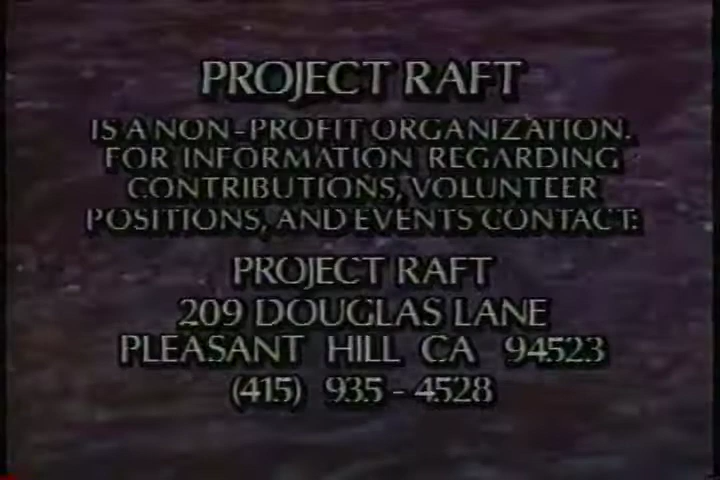 PROJECT RAFT
IS A NON-PROFIT ORGANIZATION.
FOR INFORMATION REGARDING
CONTRIBUTIONS, VOLUNTEER
POSITIONS, AND EVENTS CONTACT:
PROJECT RAFT
209 DOUGLAS LANE
PLEASANT HILL CA 94523
(415) 935-4528